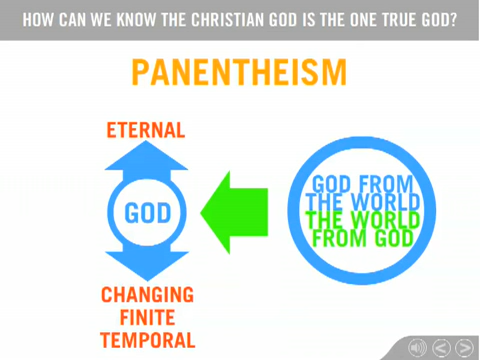 HOW CAN WE KNOW THE CHRISTIAN GOD IS THE ONE TRUE GOD?
PANENTHEISM
ETERNAL
GOD
CHANGING
FINITE
TEMPORAL
GOD FROM
THE WORLD
THE WORLD
FROM GOD